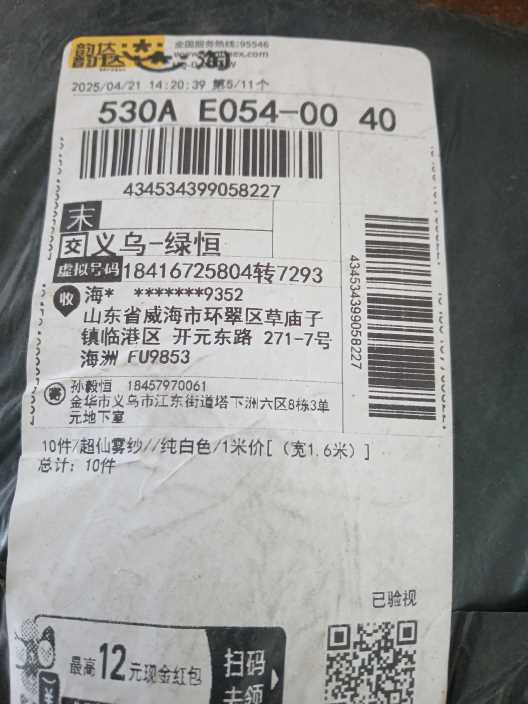 韵达
淘
全国服务热线:95546
2025/04/21 14:20:39 第5/11个
530A E054-00 40
434534399058227
末
交 义乌-绿恒
虚拟号码 18416725804转7293
收 海* *******9352
山东省威海市环翠区草庙子
镇临港区 开元东路 271-7号
海洲 FU9853
434534399058227
寄 孙毅恒 18457970061
金华市义乌市江东街道塔下洲六区8栋3单
元地下室
10件/超仙雾纱//纯白色/1米价[（宽1.6米）]
总计: 10件
已验视
最高12元现金红包
扫码
去领